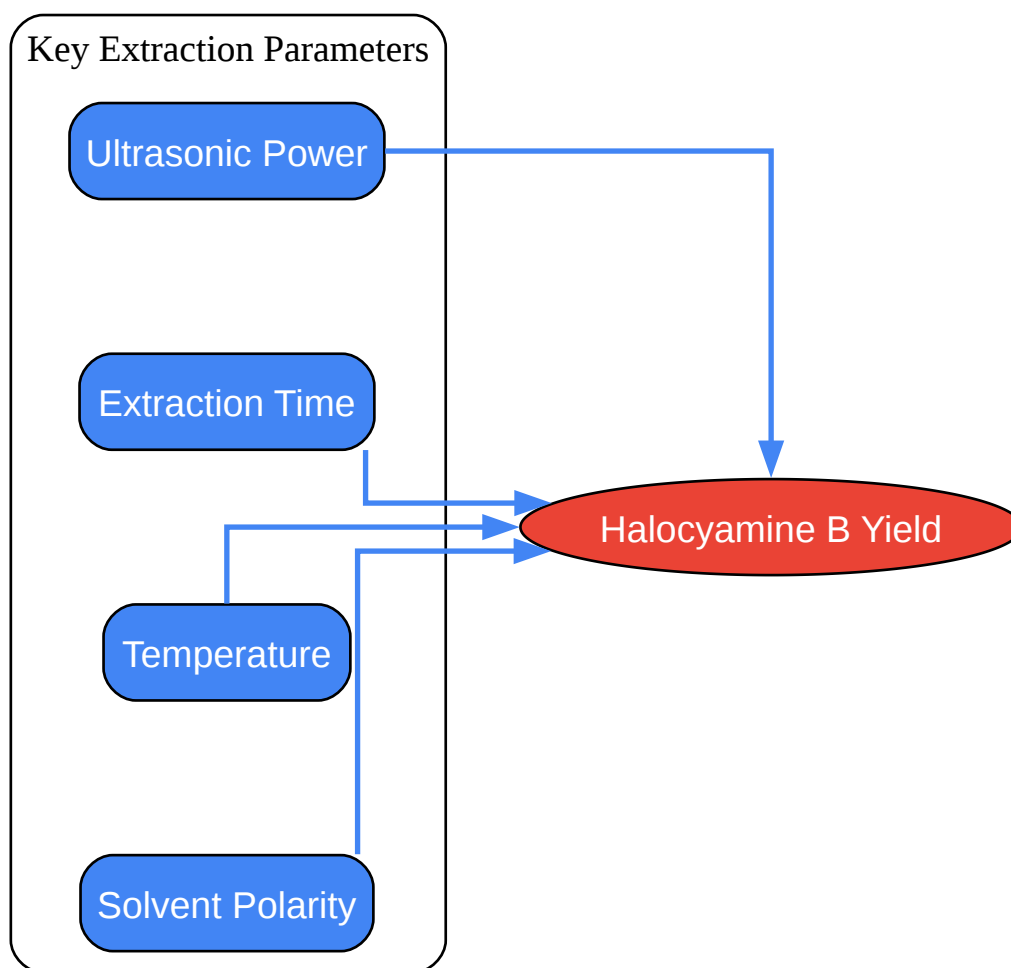 Key Extraction Parameters
Ultrasonic Power
Extraction Time
Halocyamine B Yield
Temperature
Solvent Polarity